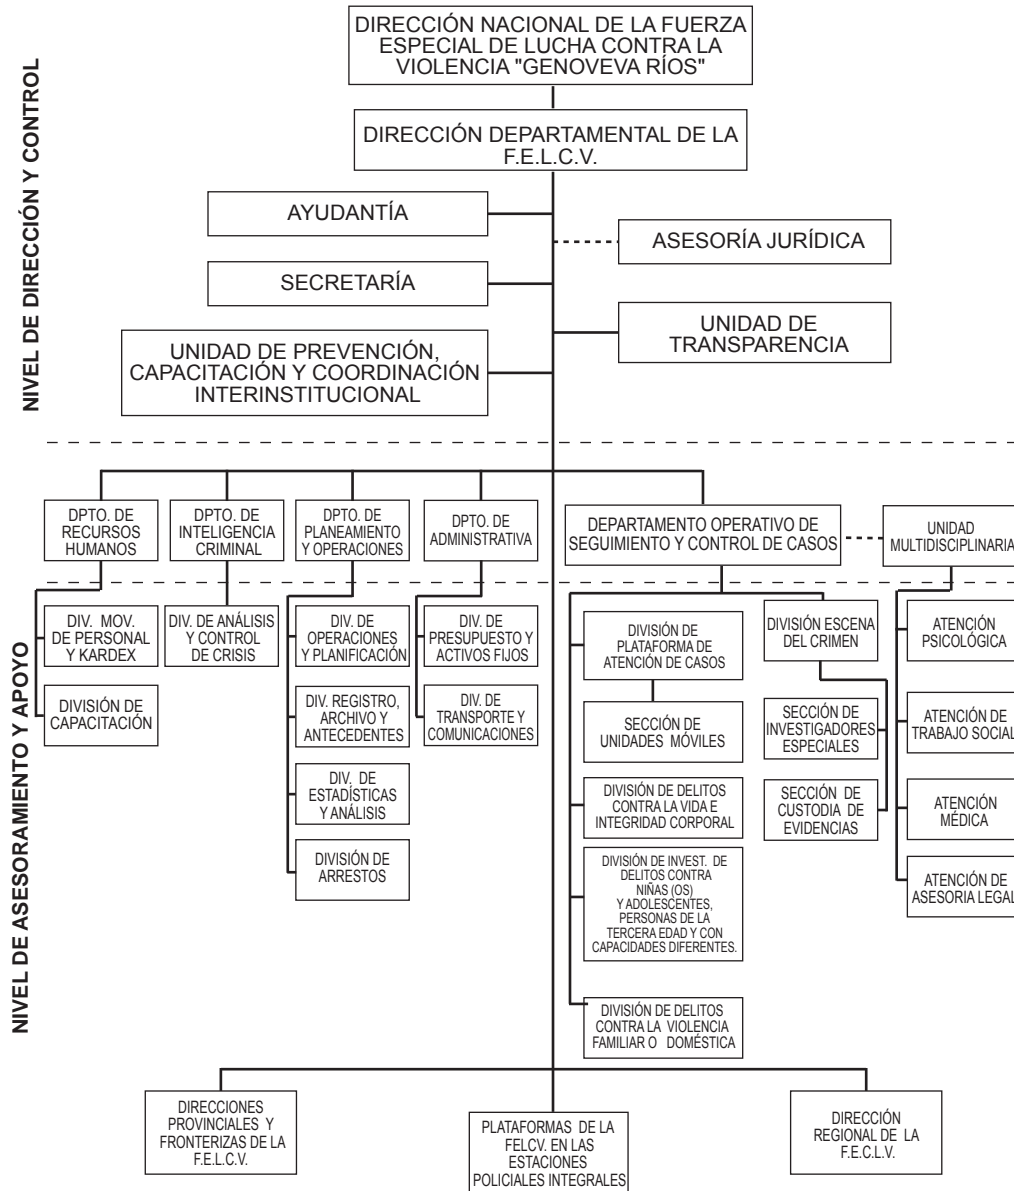 NIVEL DE DIRECCIÓN Y CONTROL
DIRECCIÓN NACIONAL DE LA FUERZA
ESPECIAL DE LUCHA CONTRA LA
VIOLENCIA "GENOVEVA RÍOS"
DIRECCIÓN DEPARTAMENTAL DE LA
F.E.L.C.V.
AYUDANTÍA
ASESORÍA JURÍDICA
SECRETARÍA
UNIDAD DE
TRANSPARENCIA
UNIDAD DE PREVENCIÓN,
CAPACITACIÓN Y COORDINACIÓN
INTERINSTITUCIONAL
NIVEL DE ASESORAMIENTO Y APOYO
DPTO. DE
RECURSOS
HUMANOS
DPTO. DE
INTELIGENCIA
CRIMINAL
DPTO. DE
PLANEAMIENTO
Y OPERACIONES
DPTO. DE
ADMINISTRATIVA
DEPARTAMENTO OPERATIVO DE
SEGUIMIENTO Y CONTROL DE CASOS
UNIDAD
MULTIDISCIPLINARIA
DIV. MOV.
DE PERSONAL
Y KARDEX
DIVISIÓN DE
CAPACITACIÓN
DIV. DE ANÁLISIS
Y CONTROL
DE CRISIS
DIV. DE
OPERACIONES
Y PLANIFICACIÓN
DIV. REGISTRO,
ARCHIVO Y
ANTECEDENTES
DIV. DE
ESTADÍSTICAS
Y ANÁLISIS
DIVISIÓN DE
ARRESTOS
DIV. DE
PRESUPUESTO Y
ACTIVOS FIJOS
DIV. DE
TRANSPORTE Y
COMUNICACIONES
DIVISIÓN DE
PLATAFORMA DE
ATENCIÓN DE CASOS
SECCIÓN DE
UNIDADES MÓVILES
DIVISIÓN DE DELITOS
CONTRA LA VIDA E
INTEGRIDAD CORPORAL
DIVISIÓN DE INVEST. DE
DELITOS CONTRA
NIÑAS (OS)
Y ADOLESCENTES,
PERSONAS DE LA
TERCERA EDAD Y CON
CAPACIDADES DIFERENTES.
DIVISIÓN DE DELITOS
CONTRA LA VIOLENCIA
FAMILIAR O DOMÉSTICA
DIVISIÓN ESCENA
DEL CRIMEN
SECCIÓN DE
INVESTIGADORES
ESPECIALES
SECCIÓN DE
CUSTODIA DE
EVIDENCIAS
ATENCIÓN
PSICOLÓGICA
ATENCIÓN DE
TRABAJO SOCIAL
ATENCIÓN
MÉDICA
ATENCIÓN DE
ASESORIA LEGAL
DIRECCIONES
PROVINCIALES Y
FRONTERIZAS DE LA
F.E.L.C.V.
PLATAFORMAS DE LA
FELCV. EN LAS
ESTACIONES
POLICIALES INTEGRALES
DIRECCIÓN
REGIONAL DE LA
F.E.C.L.V.